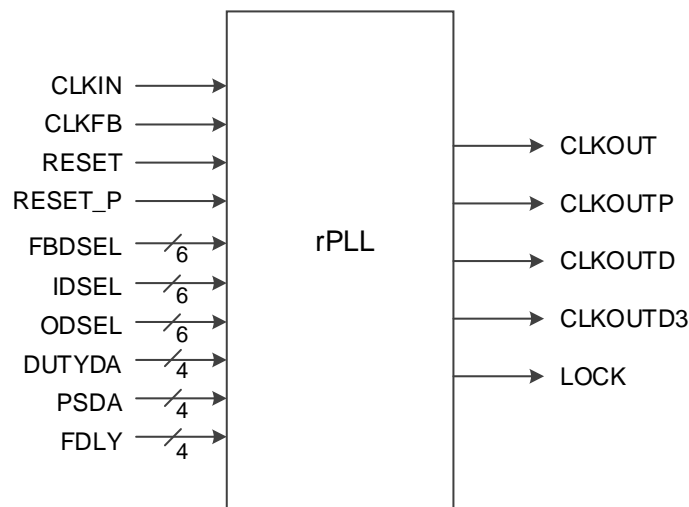 CLKIN
CLKFB
RESET
RESET_P
FBDSEL 6
IDSEL 6
ODSEL 6
DUTYDA 4
PSDA 4
FDLY 4
rPLL
CLKOUT
CLKOUTP
CLKOUTD
CLKOUTD3
LOCK